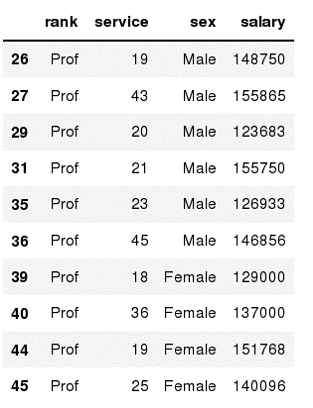 rank service sex salary
26 Prof 19 Male 148750
27 Prof 43 Male 155865
29 Prof 20 Male 123683
31 Prof 21 Male 155750
35 Prof 23 Male 126933
36 Prof 45 Male 146856
39 Prof 18 Female 129000
40 Prof 36 Female 137000
44 Prof 19 Female 151768
45 Prof 25 Female 140096